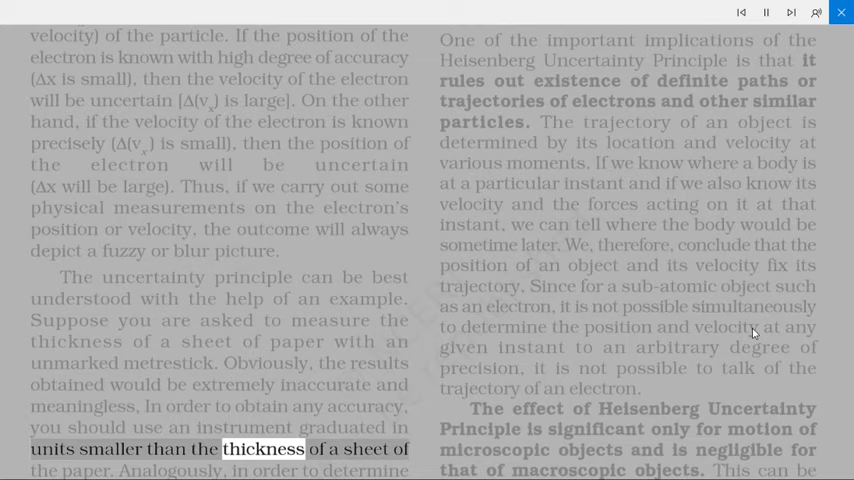 velocity) of the particle. If the position of the
electron is known with high degree of accuracy
(Δx is small), then the velocity of the electron
will be uncertain [Δ(vx) is large]. On the other
hand, if the velocity of the electron is known
precisely (Δ(vx) is small), then the position of
the electron will be uncertain
(Δx will be large). Thus, if we carry out some
physical measurements on the electron's
position or velocity, the outcome will always
depict a fuzzy or blur picture.
The uncertainty principle can be best
understood with the help of an example.
Suppose you are asked to measure the
thickness of a sheet of paper with an
unmarked metrestick. Obviously, the results
obtained would be extremely inaccurate and
meaningless, In order to obtain any accuracy,
you should use an instrument graduated in
units smaller than the thickness of a sheet of
the paper. Analogously, in order to determine
One of the important implications of the
Heisenberg Uncertainty Principle is that it
rules out existence of definite paths or
trajectories of electrons and other similar
particles. The trajectory of an object is
determined by its location and velocity at
various moments. If we know where a body is
at a particular instant and if we also know its
velocity and the forces acting on it at that
instant, we can tell where the body would be
sometime later. We, therefore, conclude that the
position of an object and its velocity fix its
trajectory. Since for a sub-atomic object such
as an electron, it is not possible simultaneously
to determine the position and velocity at any
given instant to an arbitrary degree of
precision, it is not possible to talk of the
trajectory of an electron.
The effect of Heisenberg Uncertainty
Principle is significant only for motion of
microscopic objects and is negligible for
that of macroscopic objects. This can be